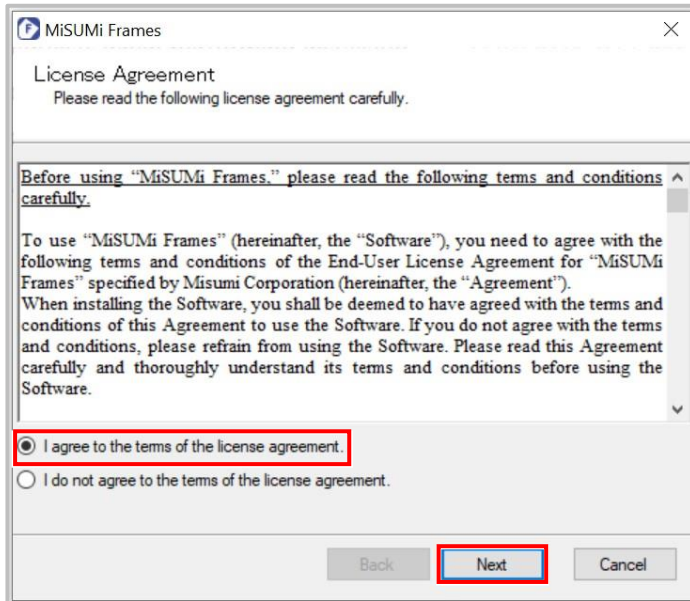 MiSUMi Frames
License Agreement
Please read the following license agreement carefully.
Before using “MiSUMi Frames,” please read the following terms and conditions
carefully.
To use “MiSUMi Frames” (hereinafter, the “Software”), you need to agree with the
following terms and conditions of the End-User License Agreement for “MiSUMi
Frames” specified by Misumi Corporation (hereinafter, the “Agreement”).
When installing the Software, you shall be deemed to have agreed with the terms and
conditions of this Agreement to use the Software. If you do not agree with the terms
and conditions, please refrain from using the Software. Please read this Agreement
carefully and thoroughly understand its terms and conditions before using the
Software.
I agree to the terms of the license agreement.
I do not agree to the terms of the license agreement.
Back Next Cancel